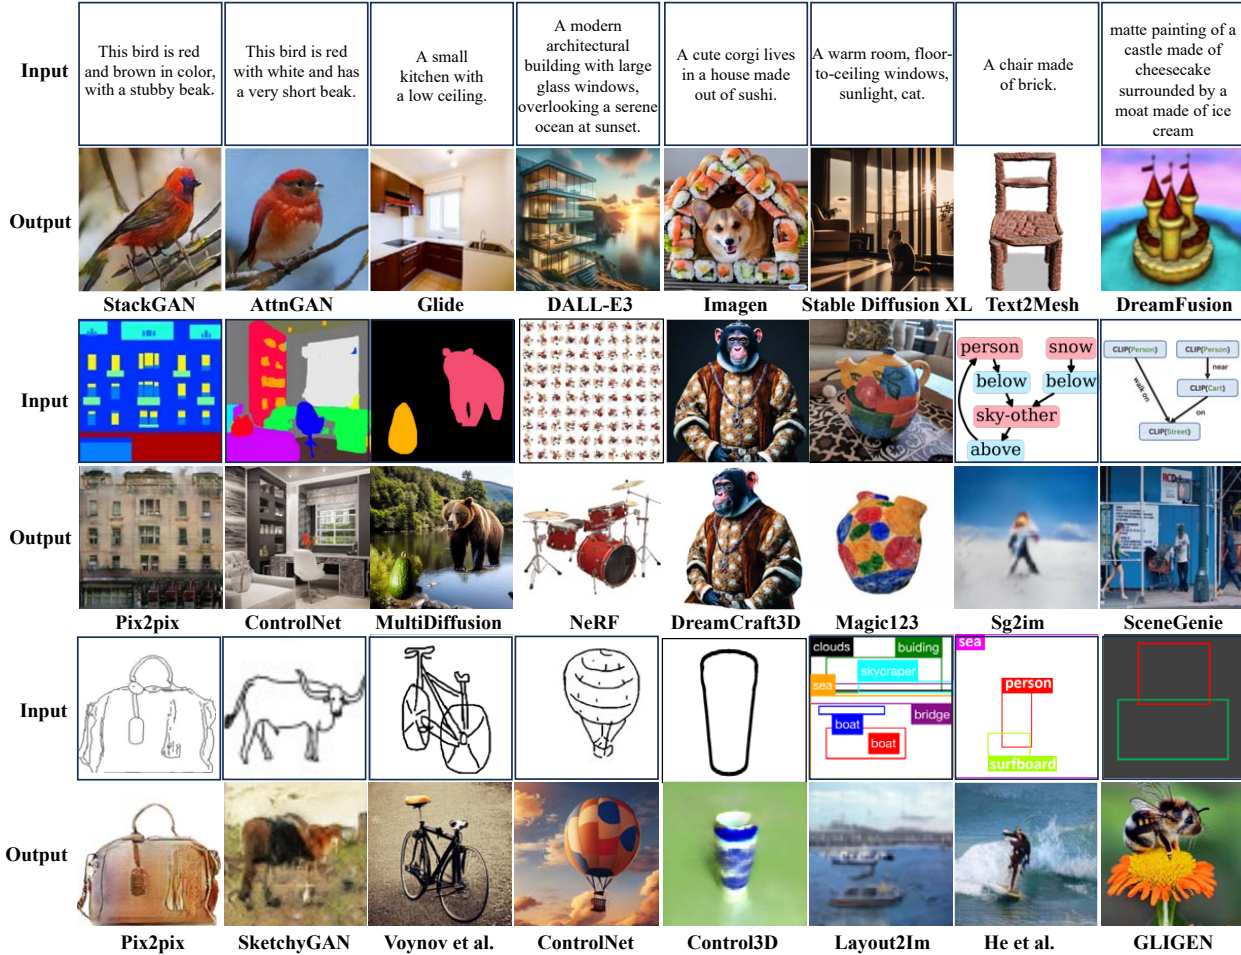 Input
This bird is red
and brown in color,
with a stubby beak.
This bird is red
with white and has
a very short beak.
A small
kitchen with
a low ceiling.
A modern
architectural
building with large
glass windows,
overlooking a serene
ocean at sunset.
A cute corgi lives
in a house made
out of sushi.
A warm room, floor-
to-ceiling windows,
sunlight, cat.
A chair made
of brick.
matte painting of a
castle made of
cheesecake
surrounded by a
moat made of ice
cream
Output
StackGAN
AttnGAN
Glide
DALL-E3
Imagen
Stable Diffusion XL
Text2Mesh
DreamFusion
Input
person
snow
below
below
sky-other
above
CLIP(Person)
CLIP(Person)
near
walk on
CLIP(Cart)
on
CLIP(Street)
Output
Pix2pix
ControlNet
MultiDiffusion
NeRF
DreamCraft3D
Magic123
Sg2im
SceneGenie
Input
clouds
buiding
skycraper
sea
bridge
boat
boat
sea
person
surfboard
Output
Pix2pix
SketchyGAN
Voynov et al.
ControlNet
Control3D
Layout2Im
He et al.
GLIGEN